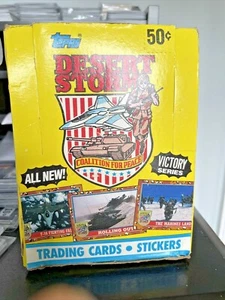 Topps
50¢
DESERT
STORM
COALITION FOR PEACE
ALL NEW!
VICTORY
SERIES
ROLLING OUT
THE MARINES LAND
TRADING CARDS • STICKERS